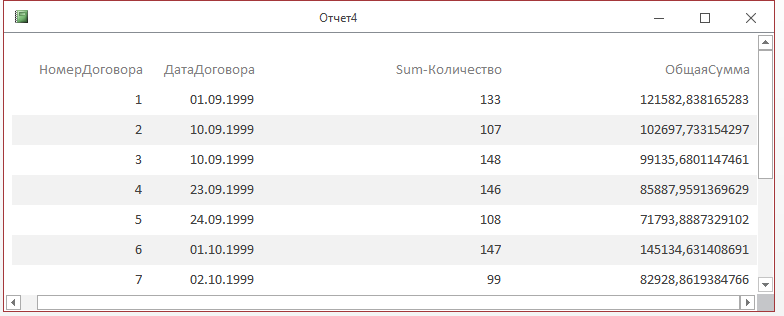 Отчет4
НомерДоговора ДатаДоговора Sum-Количество ОбщаяСумма
1 01.09.1999 133 121582,838165283
2 10.09.1999 107 102697,733154297
3 10.09.1999 148 99135,6801147461
4 23.09.1999 146 85887,9591369629
5 24.09.1999 108 71793,8887329102
6 01.10.1999 147 145134,631408691
7 02.10.1999 99 82928,8619384766